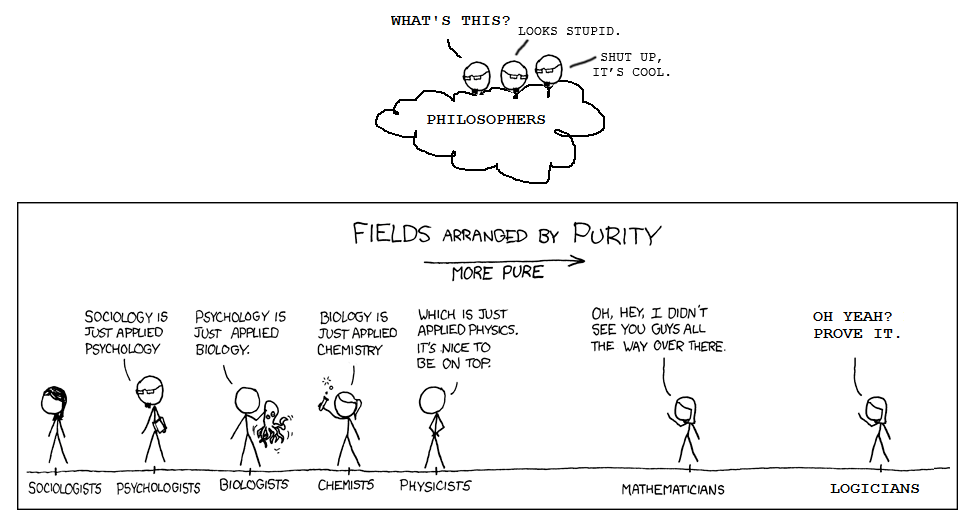 WHAT'S THIS?
LOOKS STUPID.
SHUT UP,
IT'S COOL.
PHILOSOPHERS
FIELDS ARRANGED BY PURITY
MORE PURE
SOCIOLOGY IS
JUST APPLIED
PSYCHOLOGY
PSYCHOLOGY IS
JUST APPLIED
BIOLOGY.
BIOLOGY IS
JUST APPLIED
CHEMISTRY
WHICH IS JUST
APPLIED PHYSICS.
IT'S NICE TO
BE ON TOP.
OH, HEY, I DIDN'T
SEE YOU GUYS ALL
THE WAY OVER THERE.
OH YEAH?
PROVE IT.
SOCIOLOGISTS
PSYCHOLOGISTS
BIOLOGISTS
CHEMISTS
PHYSICISTS
MATHEMATICIANS
LOGICIANS